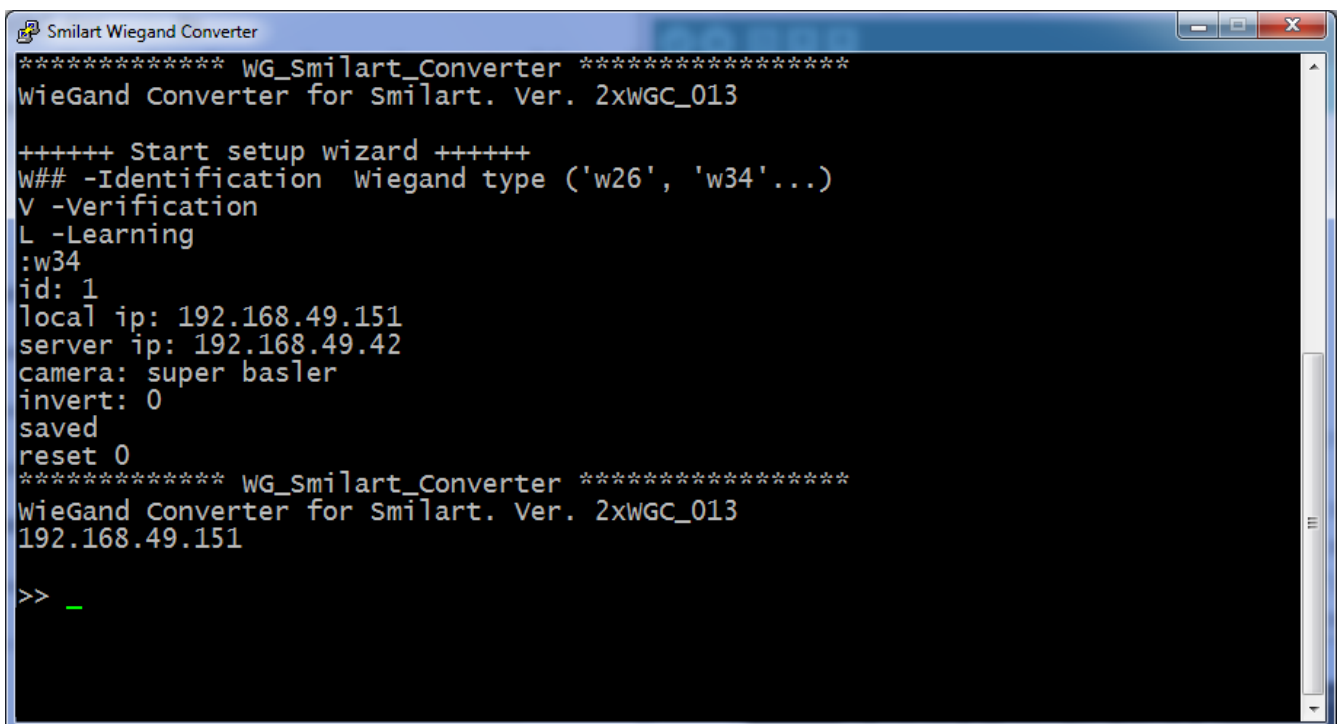 Smilart Wiegand Converter
************* WG_Smilart_Converter *****************
WieGand Converter for Smilart. Ver. 2xWGC_013
++++++ Start setup wizard ++++++
W## -Identification  Wiegand type ('w26', 'w34'...)
V -Verification
L -Learning
:w34
id: 1
local ip: 192.168.49.151
server ip: 192.168.49.42
camera: super basler
invert: 0
saved
reset 0
************* WG_Smilart_Converter *****************
WieGand Converter for Smilart. Ver. 2xWGC_013
192.168.49.151
>> _